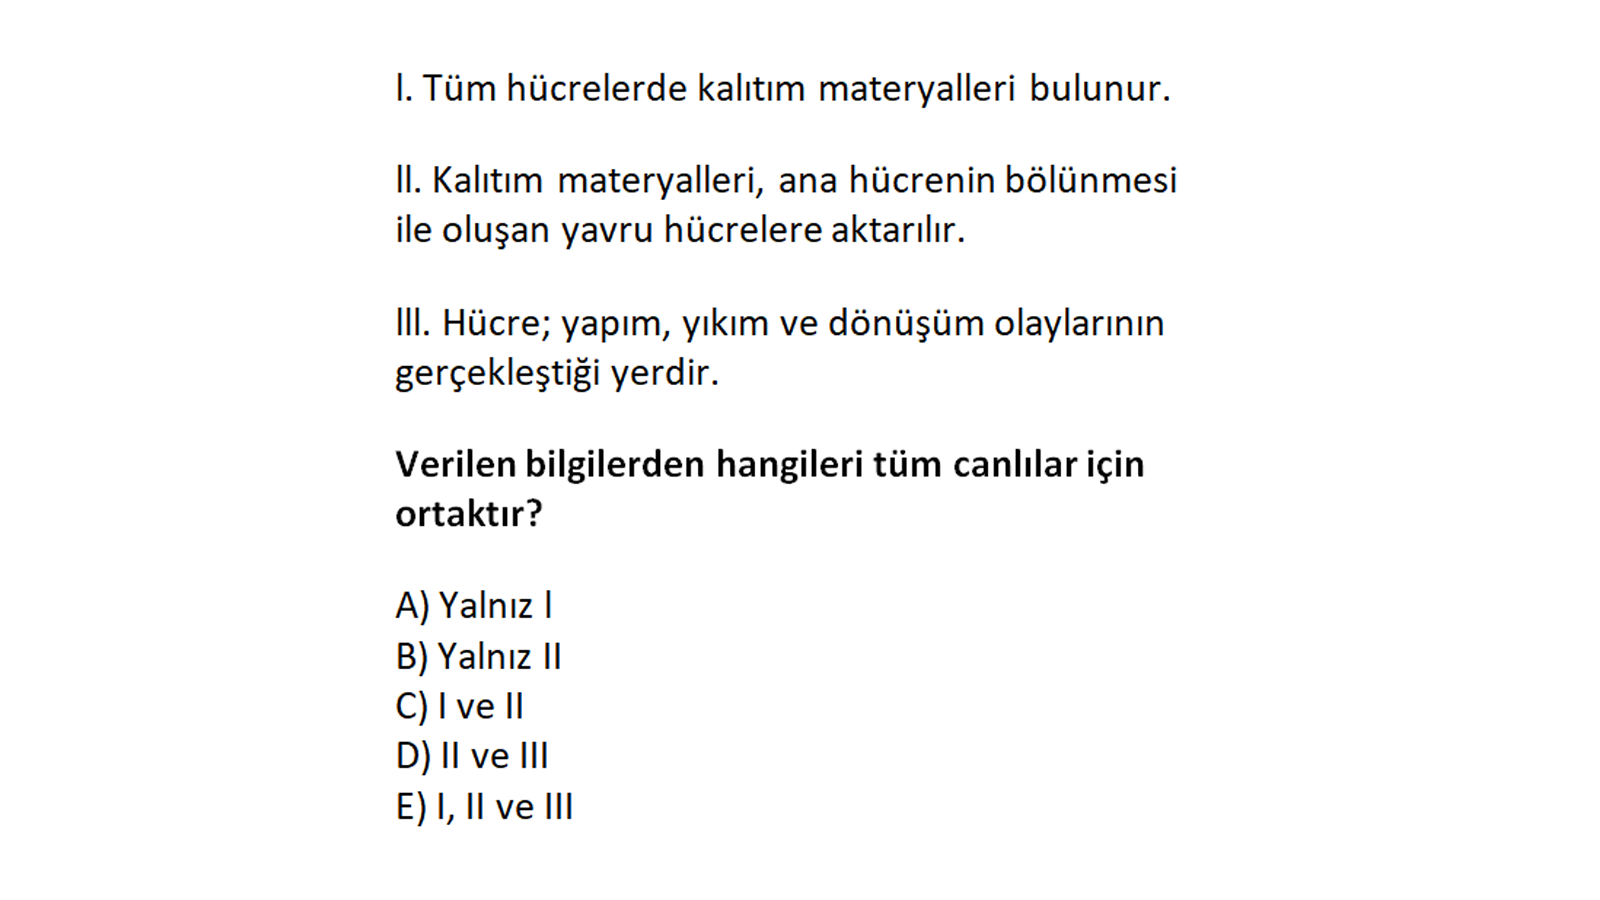 l. Tüm hücrelerde kalıtım materyalleri bulunur.
ll. Kalıtım materyalleri, ana hücrenin bölünmesi
ile oluşan yavru hücrelere aktarılır.
lll. Hücre; yapım, yıkım ve dönüşüm olaylarının
gerçekleştiği yerdir.
Verilen bilgilerden hangileri tüm canlılar için
ortaktır?
A) Yalnız l
B) Yalnız II
C) I ve II
D) II ve III
E) I, II ve III